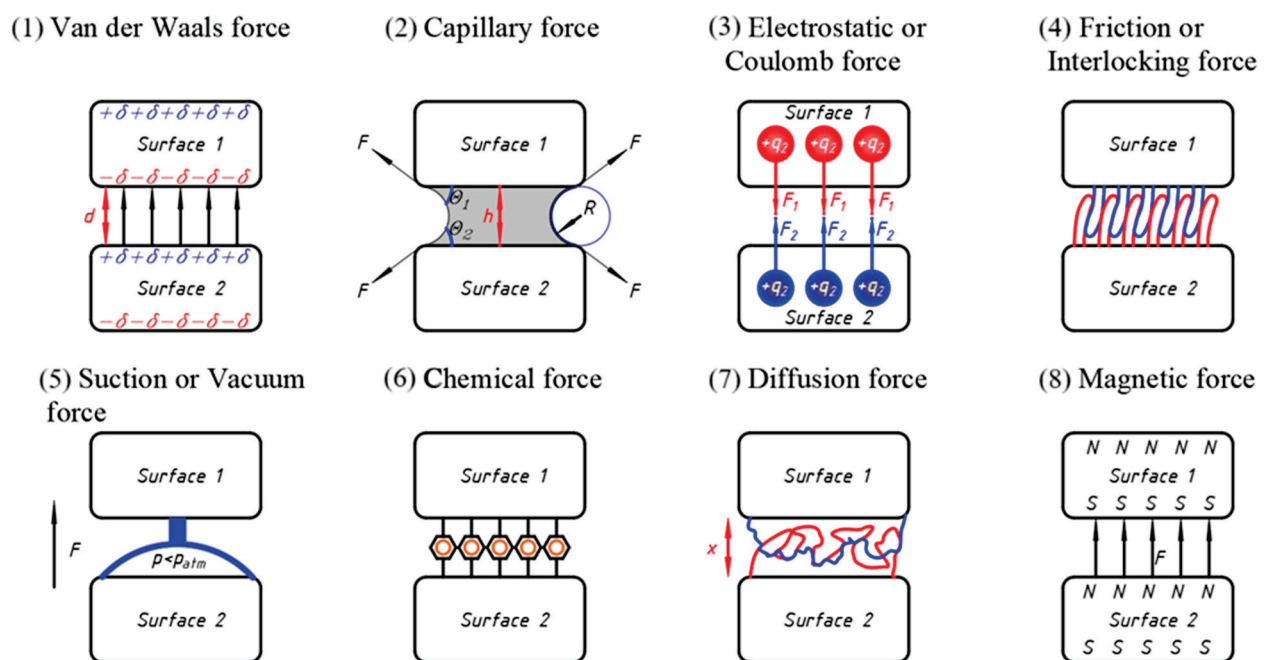 (1) Van der Waals force
(2) Capillary force
(3) Electrostatic or
Coulomb force
(4) Friction or
Interlocking force
+δ+δ+δ+δ+δ
Surface 1
-δ-δ-δ-δ-δ
d
+δ+δ+δ+δ+δ
Surface 2
-δ-δ-δ-δ-δ
Surface 1
F
F
Θ1
h
R
Θ2
F
F
Surface 2
Surface 1
+q2 +q2 +q2
F1 F1 F1
F2 F2 F2
+q2 +q2 +q2
Surface 2
Surface 1
Surface 2
(5) Suction or Vacuum
force
(6) Chemical force
(7) Diffusion force
(8) Magnetic force
Surface 1
F
p<patm
Surface 2
Surface 1
Surface 2
Surface 1
x
Surface 2
N N N N N
Surface 1
S S S S S
F
N N N N N
Surface 2
S S S S S